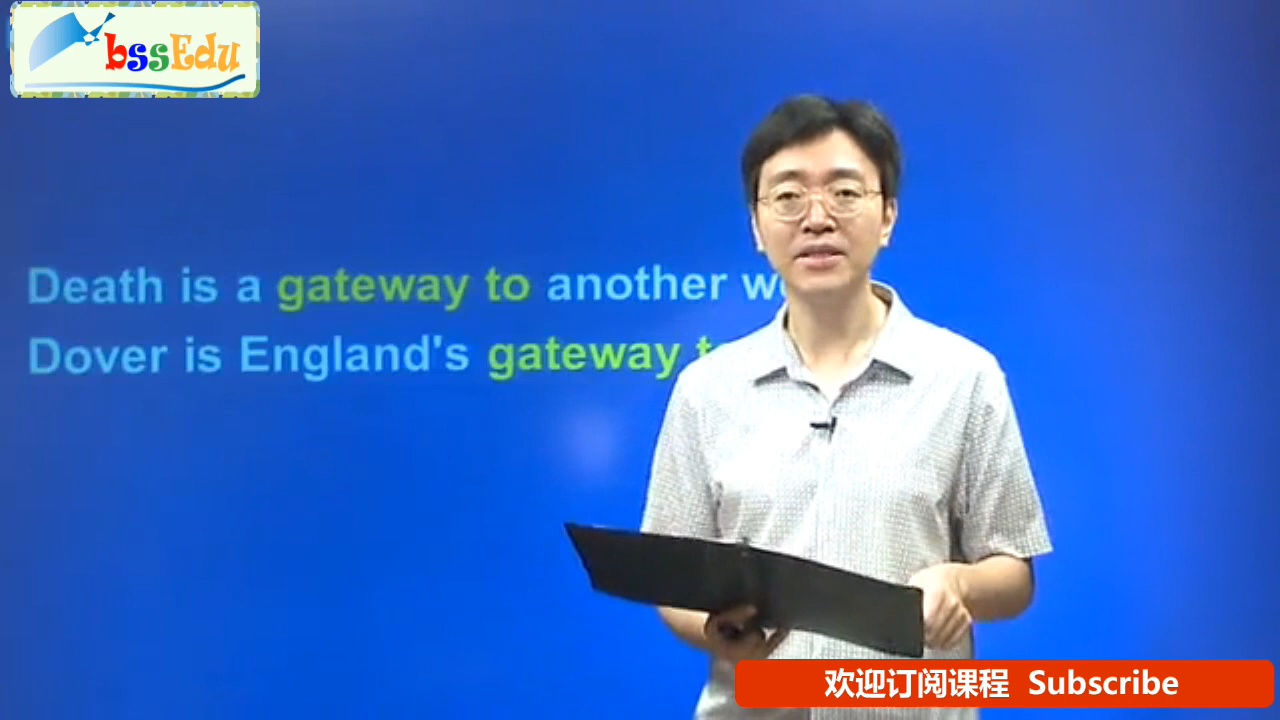 bssEdu
Death is a gateway to another
Dover is England's gateway
欢迎订阅课程 Subscribe